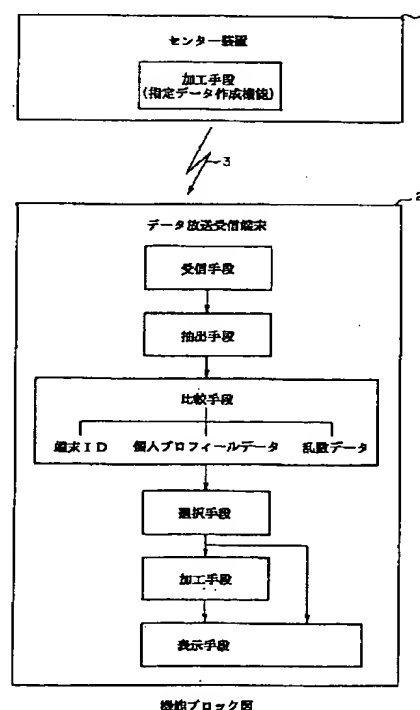 1
センター装置
加工手段
(指定データ作成機能)
3
2
データ放送受信端末
受信手段
抽出手段
比較手段
端末ID 個人プロフィールデータ 乱数データ
選択手段
加工手段
表示手段
機能ブロック図